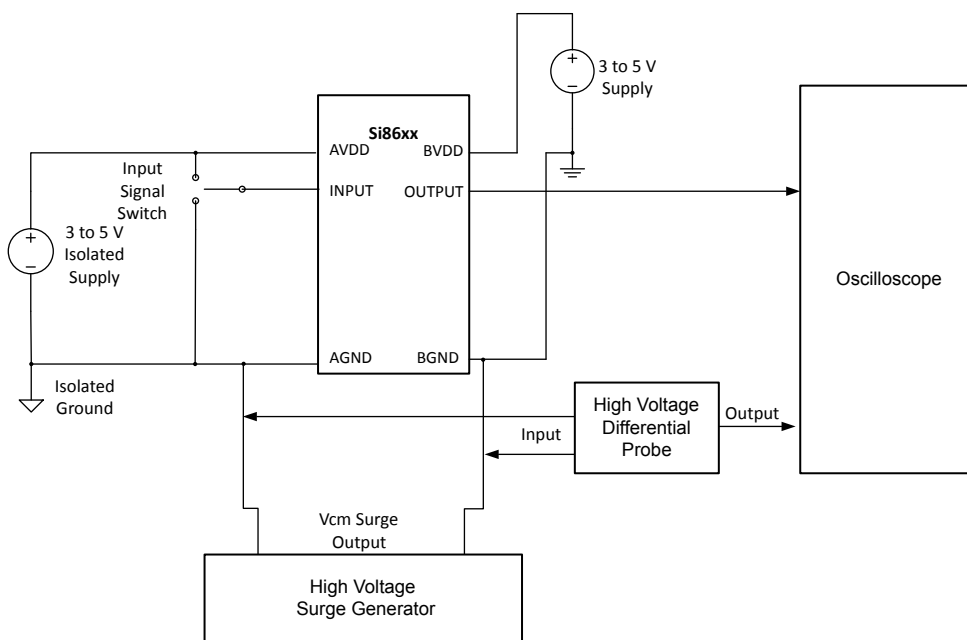 3 to 5 V
Supply
Si86xx
AVDD
BVDD
INPUT
OUTPUT
Input
Signal
Switch
3 to 5 V
Isolated
Supply
+
−
+
−
Oscilloscope
AGND
BGND
Isolated
Ground
High Voltage
Differential
Probe
Input
Output
Vcm Surge
Output
High Voltage
Surge Generator